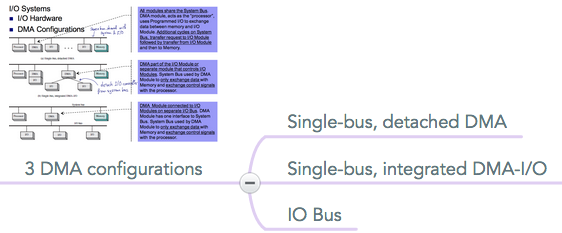 I/O Systems
I/O Hardware
DMA Configurations
All modules share the System Bus
DMA module, acts as the "processor",
uses Programmed I/O to exchange
data between memory and I/O
Module. Additional cycles on System
Bus, transfer request to I/O Module
followed by transfer from I/O Module
and then to Memory.
DMA part of the I/O Module or
separate module that controls I/O
Modules. System Bus used by DMA
Module to only exchange data with
Memory and exchange control signals
with the processor.
DMA Module connected to I/O
Modules on separate I/O Bus. DMA
Module has one interface to System
Bus. System Bus used by DMA
Module to only exchange data with
Memory and exchange control signals
with the processor.
3 DMA configurations
Single-bus, detached DMA
Single-bus, integrated DMA-I/O
IO Bus